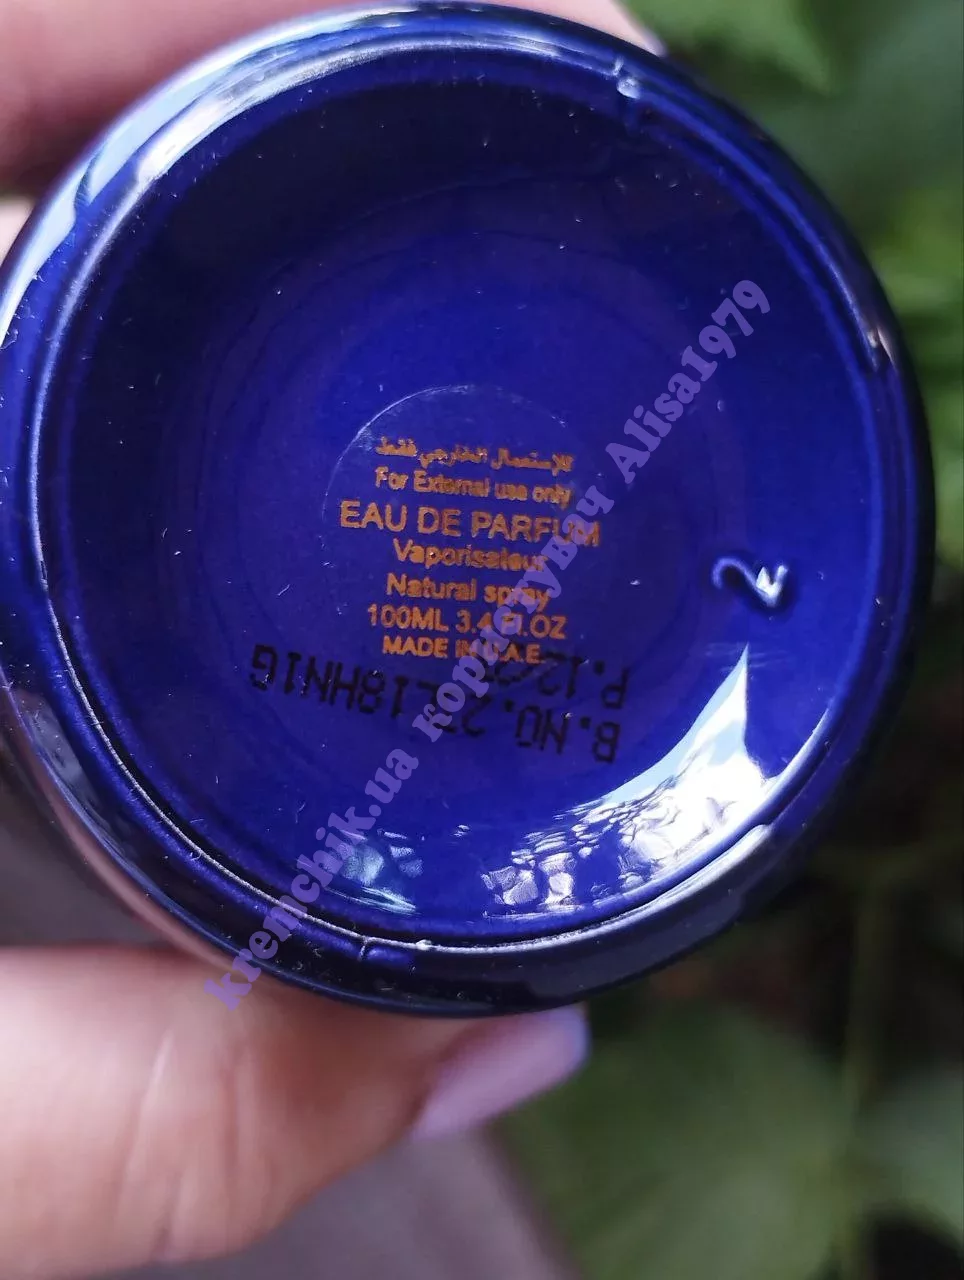 للإستعمال الخارجي فقط
For External use only
EAU DE PARFUM
Vaporisateur
Natural spray
100ML 3.4 Fl.OZ
MADE IN U.A.E.
2
B.NO.
kremchik.ua користувач Alisa1979